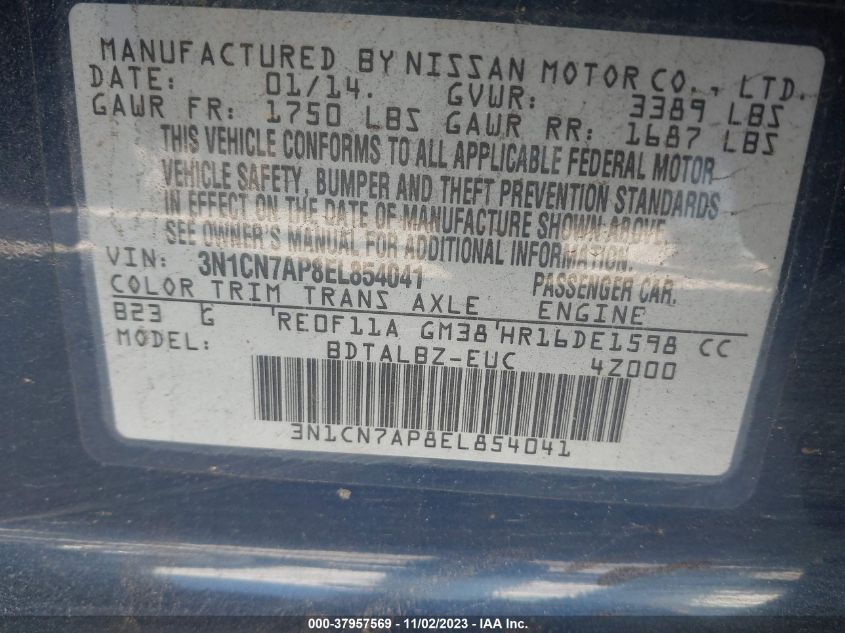 MANUFACTURED BY NISSAN MOTOR CO., LTD.
DATE: 01/14. GVWR: 3389 LBS
GAWR FR: 1750 LBS GAWR RR: 1687 LBS
THIS VEHICLE CONFORMS TO ALL APPLICABLE FEDERAL MOTOR
VEHICLE SAFETY, BUMPER AND THEFT PREVENTION STANDARDS
IN EFFECT ON THE DATE OF MANUFACTURE SHOWN ABOVE.
SEE OWNER'S MANUAL FOR ADDITIONAL INFORMATION.
VIN: 3N1CN7AP8EL854041 PASSENGER CAR.
COLOR TRIM TRANS AXLE ENGINE
B23 G RE0F11A GM38 HR16DE1598 CC
MODEL: BDTALBZ-EUC 4Z000
3N1CN7AP8EL854041
000-37957569 - 11/02/2023 - IAA Inc.